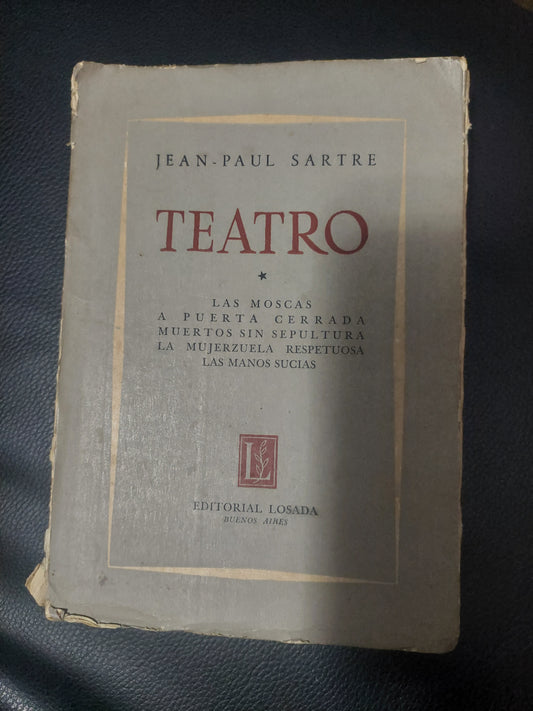 JEAN-PAUL SARTRE
TEATRO
LAS MOSCAS
A PUERTA CERRADA
MUERTOS SIN SEPULTURA
LA MUJERZUELA RESPETUOSA
LAS MANOS SUCIAS
L
EDITORIAL LOSADA
BUENOS AIRES